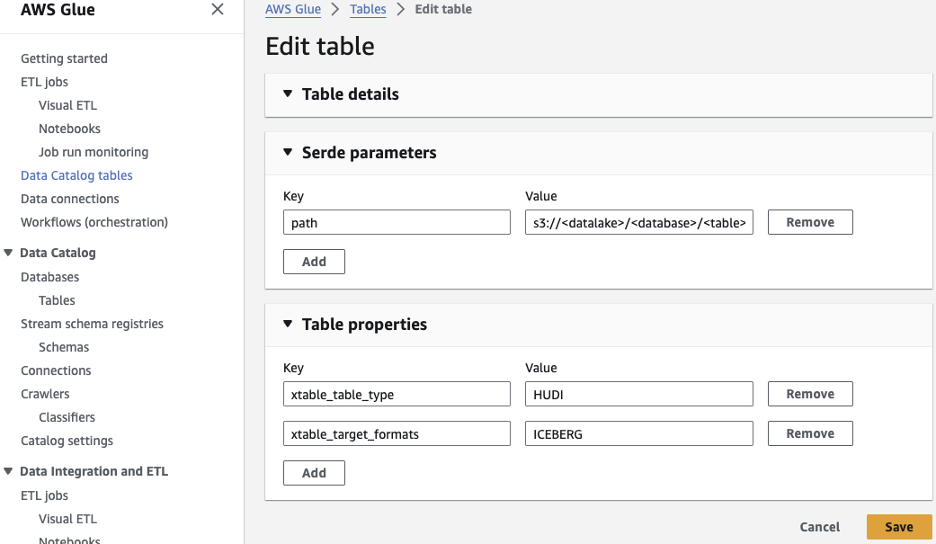 AWS Glue
Getting started
ETL jobs
Visual ETL
Notebooks
Job run monitoring
Data Catalog tables
Data connections
Workflows (orchestration)
Data Catalog
Databases
Tables
Stream schema registries
Schemas
Connections
Crawlers
Classifiers
Catalog settings
Data Integration and ETL
ETL jobs
Visual ETL
Notebooks
AWS Glue > Tables > Edit table
Edit table
Table details
Serde parameters
Key Value
path s3://<datalake>/<database>/<table> Remove
Add
Table properties
Key Value
xtable_table_type HUDI Remove
xtable_target_formats ICEBERG Remove
Add
Cancel Save